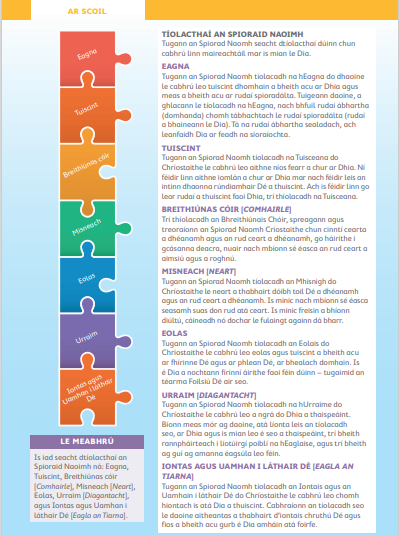 AR SCOIL
Eagna
Tuiscint
Breithiúnas cóir
Misneach
Eolas
Urraim
Iontas agus
Uamhan i láthair
Dé
LE MEABHRÚ
Is iad seacht dtíolacthaí an
Spioraid Naoimh ná: Eagna,
Tuiscint, Breithiúnas cóir
[Comhairle], Misneach [Neart],
Eolas, Urraim [Diagantacht],
agus Iontas agus Uamhan i
láthair Dé [Eagla an Tiarna].
TÍOLACTHAÍ AN SPIORAID NAOIMH
Tugann an Spiorad Naomh seacht dtíolacthaí dúinn chun
cabhrú linn maireachtáil mar is mian le Dia.
EAGNA
Tugann an Spiorad Naomh tíolacadh na hEagna do dhaoine
le cabhrú leo tuiscint dhomhain a bheith acu ar Dhia agus
meas a bheith acu ar rudaí spioradálta. Tuigeann daoine, a
ghlacann le tíolacadh na hEagna, nach bhfuil rudaí ábhartha
(domhanda) chomh tábhachtach le rudaí spioradálta (rudaí
a bhaineann le Dia). Tá na rudaí ábhartha sealadach, ach
leanfaidh Dia ar feadh na síoraíochta.
TUISCINT
Tugann an Spiorad Naomh tíolacadh na Tuisceana do
Chríostaithe le cabhrú leo aithne níos fearr a chur ar Dhia. Ní
féidir linn aithne iomlán a chur ar Dhia mar nach féidir leis an
intinn dhaonna rúndiamhair Dé a thuiscint. Ach is féidir linn go
leor rudaí a thuiscint faoi Dhia, trí thíolacadh na Tuisceana.
BREITHIÚNAS CÓIR [COMHAIRLE]
Trí thíolacadh an Bhreithiúnais Chóir, spreagann agus
treoraíonn an Spiorad Naomh Críostaithe chun cinntí cearta
a dhéanamh agus an rud ceart a dhéanamh, go háirithe i
gcásanna deacra, nuair nach mbíonn sé éasca an rud ceart a
aimsiú agus a roghnú.
MISNEACH [NEART]
Tugann an Spiorad Naomh tíolacadh an Mhisnigh do
Chríostaithe le neart a thabhairt dóibh toil Dé a dhéanamh
agus an rud ceart a dhéanamh. Is minic nach mbíonn sé éasca
seasamh suas don rud atá ceart. Is minic freisin a bhíonn
diúltú, cáineadh nó dochar le fulaingt againn dá bharr.
EOLAS
Tugann an Spiorad Naomh tíolacadh an Eolais do
Chríostaithe le cabhrú leo eolas agus tuiscint a bheith acu
ar fhírinne Dé agus ar phlean Dé, ar bhealach domhain. Is
é Dia a nochtann fírinní áirithe faoi féin dúinn – tugaimid an
téarma Foilsiú Dé air seo.
URRAIM [DIAGANTACHT]
Tugann an Spiorad Naomh tíolacadh na hUrraime do
Chríostaithe le cabhrú leo a ngrá do Dhia a thaispeáint.
Bíonn meas mór ag daoine, atá líonta leis an tíolacadh
seo, ar Dhia agus is mian leo é seo a thaispeáint, trí bheith
rannpháirteach i liotúirgí poiblí na hEaglaise, agus trí bheith
ag guí ag amanna éagsúla leo féin.
IONTAS AGUS UAMHAN I LÁTHAIR DÉ [EAGLA AN
TIARNA]
Tugann an Spiorad Naomh tíolacadh an Iontais agus an
Uamhain i láthair Dé do Chríostaithe le cabhrú leo chomh
hiontach is atá Dia a thuiscint. Cabhraíonn an tíolacadh seo
le daoine aitheantas a thabhairt d'iontais chruthú Dé agus
fios a bheith acu gurb é Dia amháin atá foirfe.